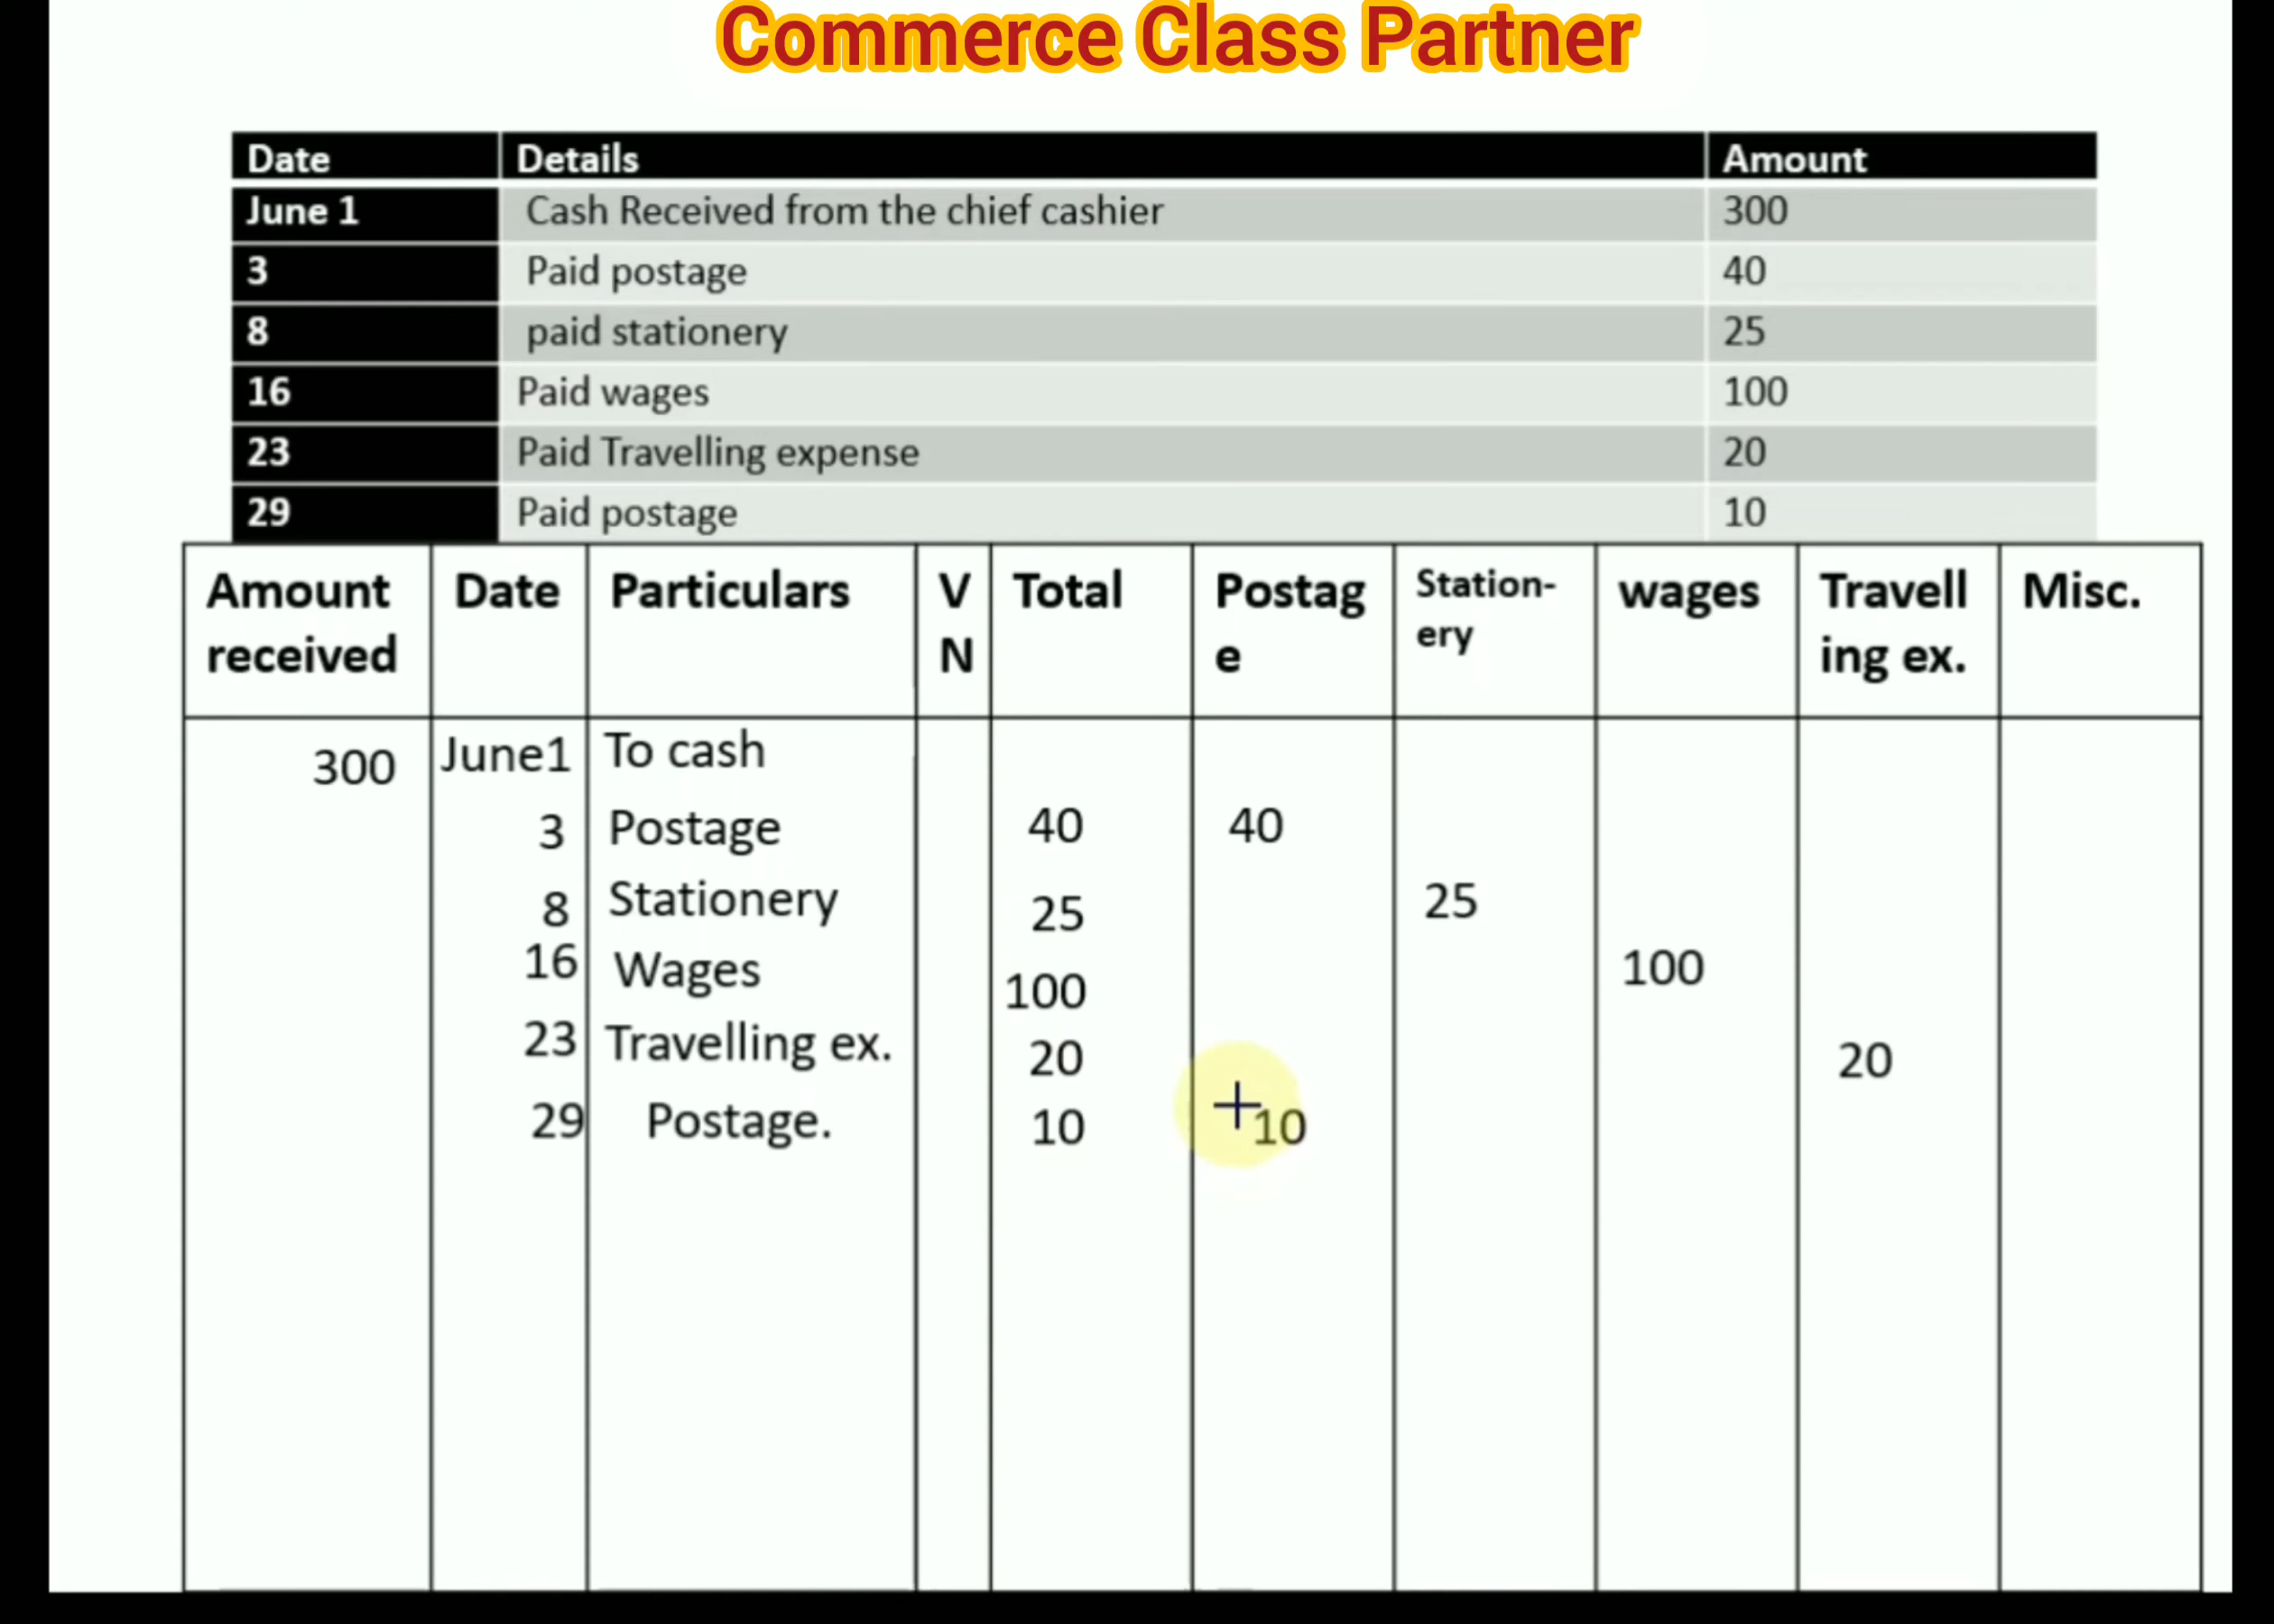 Commerce Class Partner
Date Details Amount
June 1 Cash Received from the chief cashier 300
3 Paid postage 40
8 paid stationery 25
16 Paid wages 100
23 Paid Travelling expense 20
29 Paid postage 10
Amount Date Particulars V Total Postag Station- wages Travell Misc.
received N e ery ing ex.
300 June1 To cash
3 Postage 40 40
8 Stationery 25 25
16 Wages 100 100
23 Travelling ex. 20 20
29 Postage. 10 10